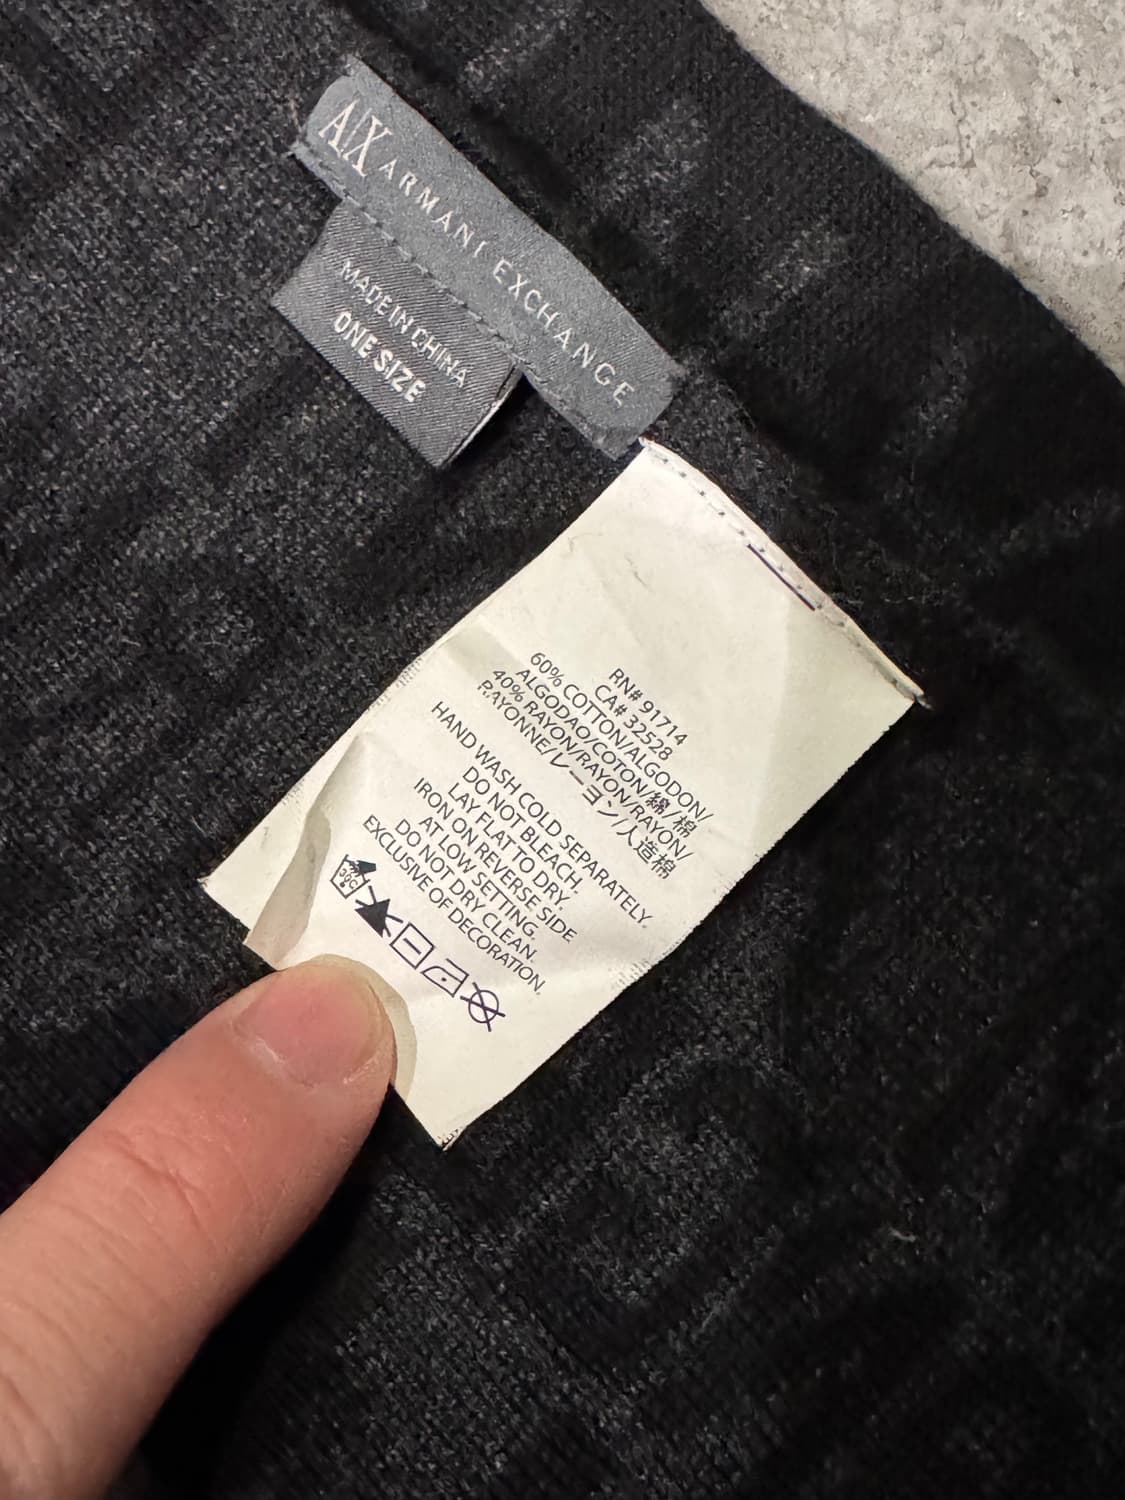 A|X ARMANI EXCHANGE
MADE IN CHINA
ONE SIZE
RN# 91714
CA# 32528
60% COTTON/ALGODON/
ALGODAO/COTON/綿/棉
40% RAYON/RAYON/RAYON/
RAYONNE/レーヨン/人造棉
HAND WASH COLD SEPARATELY.
DO NOT BLEACH.
LAY FLAT TO DRY.
IRON ON REVERSE SIDE
AT LOW SETTING.
DO NOT DRY CLEAN.
EXCLUSIVE OF DECORATION.
30C